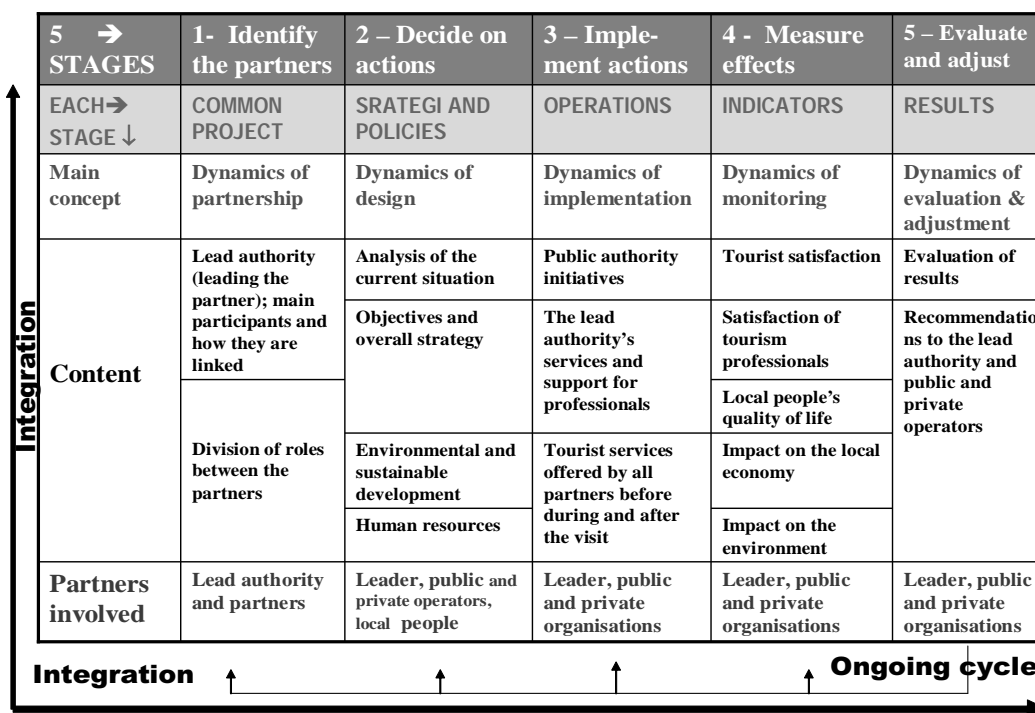 5 ➔
STAGES
1- Identify
the partners
2 – Decide on
actions
3 – Imple-
ment actions
4 - Measure
effects
5 – Evaluate
and adjust
EACH➔
STAGE ↓
COMMON
PROJECT
SRATEGI AND
POLICIES
OPERATIONS
INDICATORS
RESULTS
Main
concept
Dynamics of
partnership
Dynamics of
design
Dynamics of
implementation
Dynamics of
monitoring
Dynamics of
evaluation &
adjustment
Content
Lead authority
(leading the
partner); main
participants and
how they are
linked
Division of roles
between the
partners
Analysis of the
current situation
Objectives and
overall strategy
Environmental and
sustainable
development
Human resources
Public authority
initiatives
The lead
authority’s
services and
support for
professionals
Tourist services
offered by all
partners before
during and after
the visit
Tourist satisfaction
Satisfaction of
tourism
professionals
Local people’s
quality of life
Impact on the local
economy
Impact on the
environment
Evaluation of
results
Recommendatio
ns to the lead
authority and
public and
private
operators
Partners
involved
Lead authority
and partners
Leader, public and
private operators,
local people
Leader, public
and private
organisations
Leader, public
and private
organisations
Leader, public
and private
organisations
Integration
Integration
Ongoing cycle